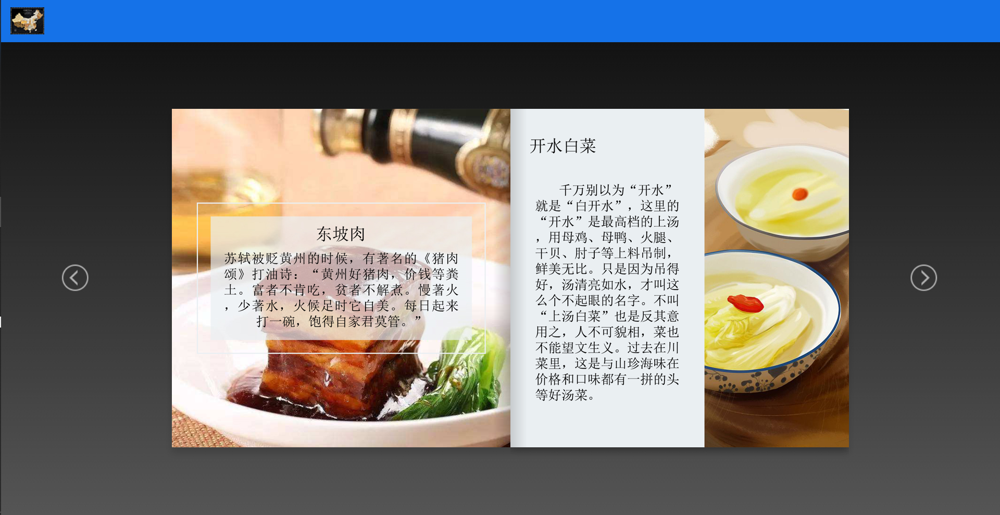 东坡肉
苏轼被贬黄州的时候，有著名的《猪肉
颂》打油诗：“黄州好猪肉，价钱等粪
土。富者不肯吃，贫者不解煮。慢著火
，少著水，火候足时它自美。每日起来
打一碗，饱得自家君莫管。”
开水白菜
千万别以为“开水”
就是“白开水”，这里的
“开水”是最高档的上汤
，用母鸡、母鸭、火腿、
干贝、肘子等上料吊制，
鲜美无比。只是因为吊得
好，汤清亮如水，才叫这
么个不起眼的名字。不叫
“上汤白菜”也是反其意
用之，人不可貌相，菜也
不能望文生义。过去在川
菜里，这是与山珍海味在
价格和口味都有一拼的头
等好汤菜。